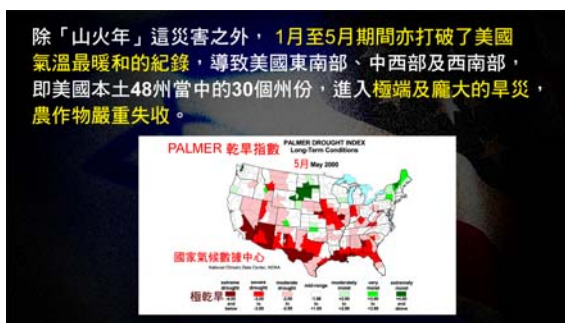 除「山火年」這災害之外，1月至5月期間亦打破了美國
氣溫最暖和的紀錄，導致美國東南部、中西部及西南部，
即美國本土48州當中的30個州份，進入極端及龐大的旱災，
農作物嚴重失收。
PALMER 乾旱指數
PALMER DROUGHT INDEX
Long-Term Conditions
5月 May 2000
國家氣候數據中心
National Climatic Data Center, NOAA
極乾旱
extreme drought
severe drought
moderate drought
mid-range
moderately moist
very moist
extremely moist